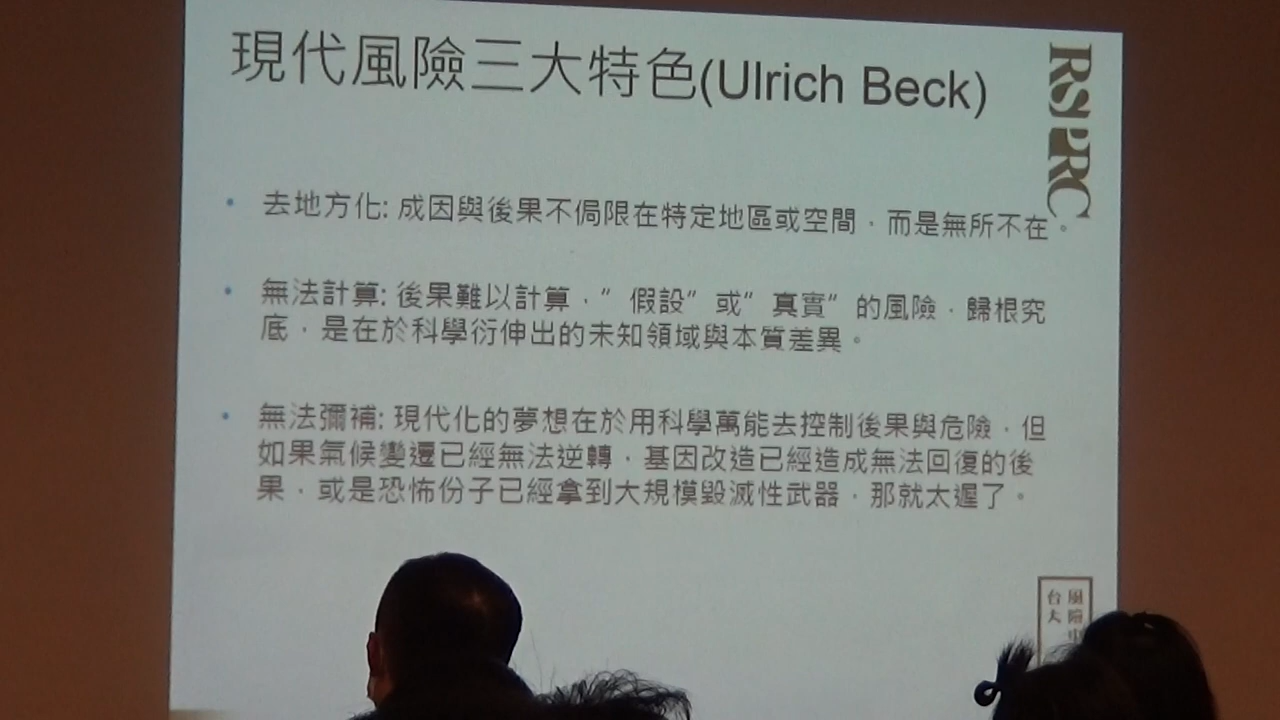 現代風險三大特色(Ulrich Beck)
RSPRC
• 去地方化: 成因與後果不侷限在特定地區或空間，而是無所不在。
• 無法計算: 後果難以計算，”假設”或”真實“的風險，歸根究
底，是在於科學衍伸出的未知領域與本質差異。
• 無法彌補: 現代化的夢想在於用科學萬能去控制後果與危險，但
如果氣候變遷已經無法逆轉，基因改造已經造成無法回復的後
果，或是恐怖份子已經拿到大規模毀滅性武器，那就太遲了。
風險中
台大